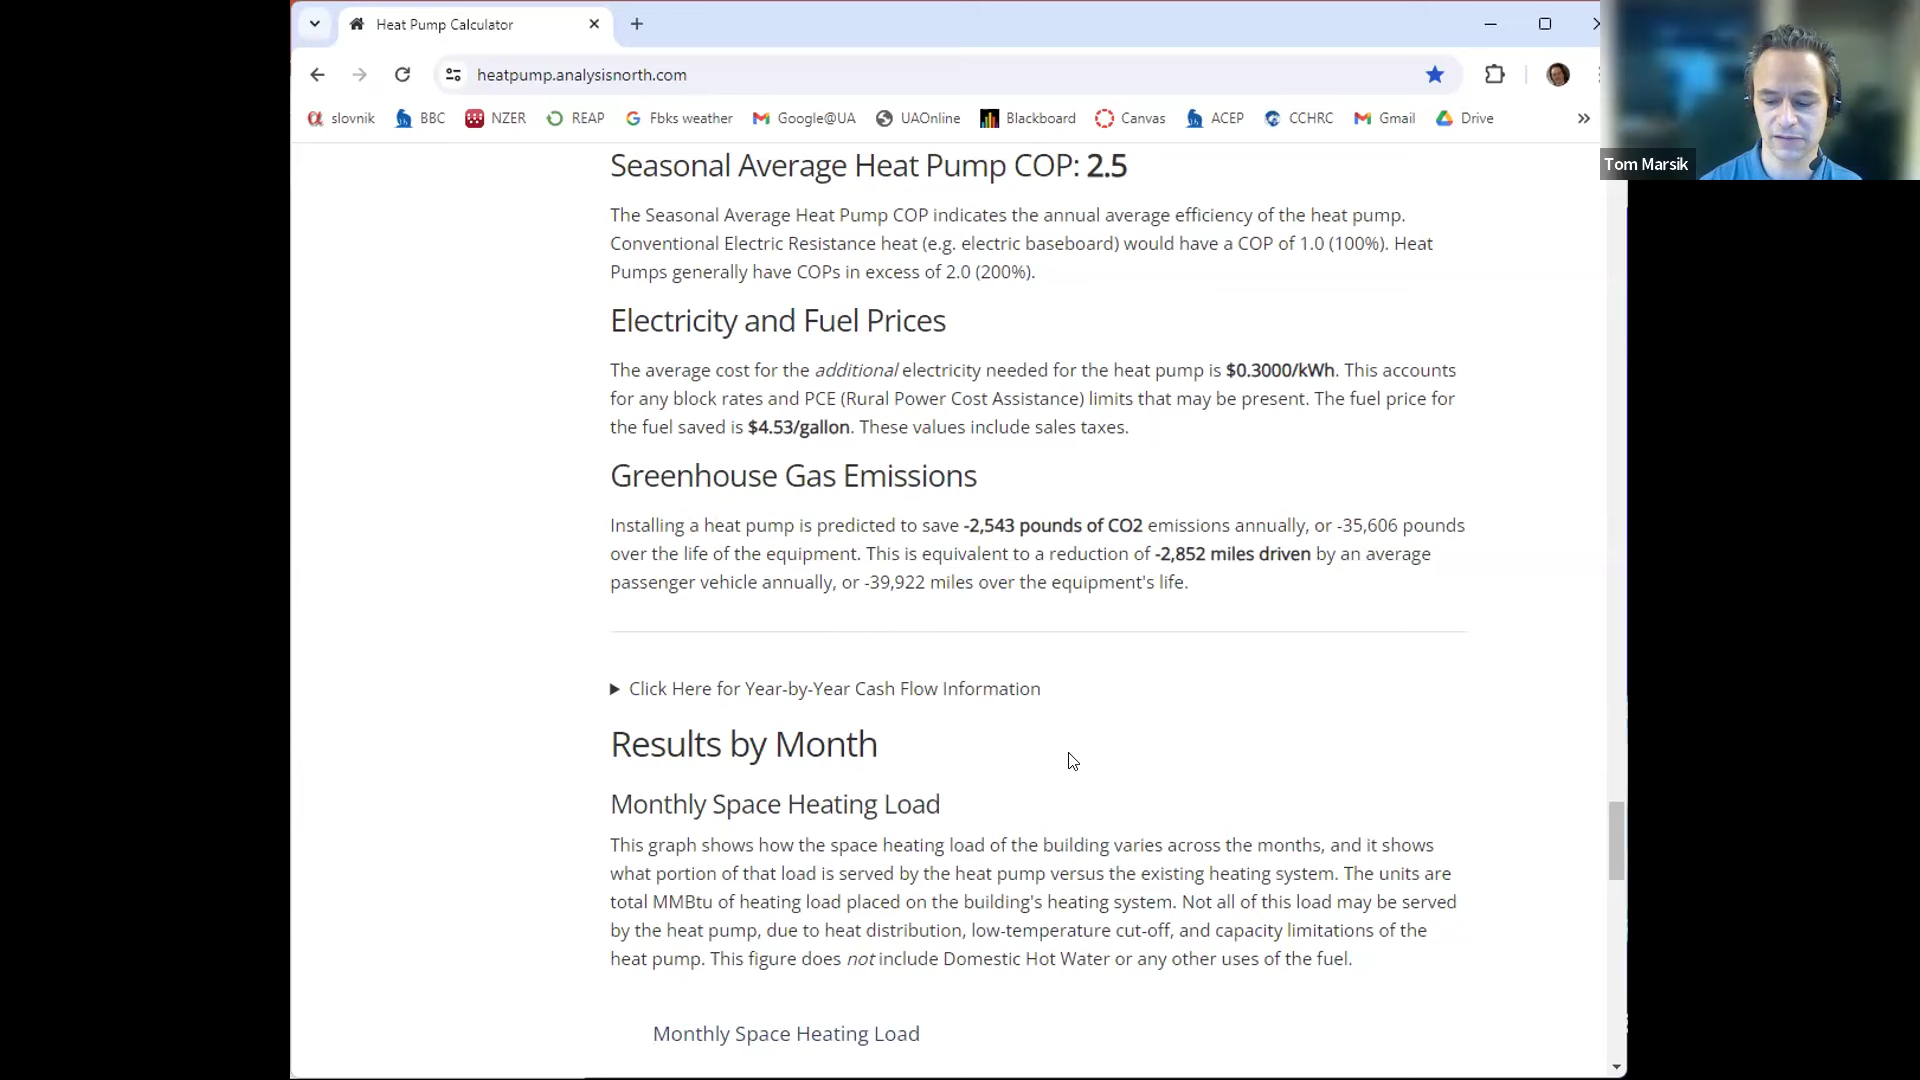 Heat Pump Calculator
heatpump.analysisnorth.com
slovnik BBC NZER REAP Fbks weather Google@UA UAOnline Blackboard Canvas ACEP CCHRC Gmail Drive
Tom Marsik
Seasonal Average Heat Pump COP: 2.5
The Seasonal Average Heat Pump COP indicates the annual average efficiency of the heat pump.
Conventional Electric Resistance heat (e.g. electric baseboard) would have a COP of 1.0 (100%). Heat
Pumps generally have COPs in excess of 2.0 (200%).
Electricity and Fuel Prices
The average cost for the additional electricity needed for the heat pump is $0.3000/kWh. This accounts
for any block rates and PCE (Rural Power Cost Assistance) limits that may be present. The fuel price for
the fuel saved is $4.53/gallon. These values include sales taxes.
Greenhouse Gas Emissions
Installing a heat pump is predicted to save -2,543 pounds of CO2 emissions annually, or -35,606 pounds
over the life of the equipment. This is equivalent to a reduction of -2,852 miles driven by an average
passenger vehicle annually, or -39,922 miles over the equipment's life.
Click Here for Year-by-Year Cash Flow Information
Results by Month
Monthly Space Heating Load
This graph shows how the space heating load of the building varies across the months, and it shows
what portion of that load is served by the heat pump versus the existing heating system. The units are
total MMBtu of heating load placed on the building's heating system. Not all of this load may be served
by the heat pump, due to heat distribution, low-temperature cut-off, and capacity limitations of the
heat pump. This figure does not include Domestic Hot Water or any other uses of the fuel.
Monthly Space Heating Load